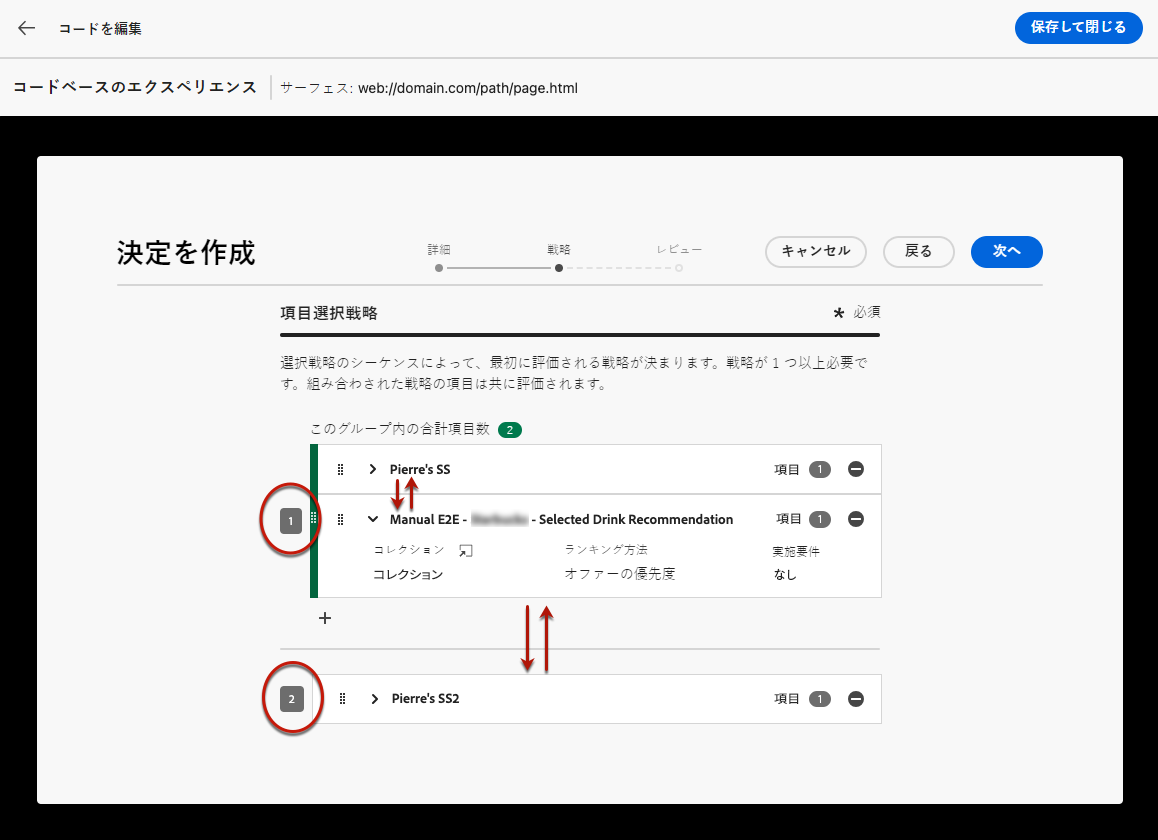 コードを編集
保存して閉じる
コードベースのエクスペリエンス
サーフェス: web://domain.com/path/page.html
決定を作成
詳細
戦略
レビュー
キャンセル
戻る
次へ
項目選択戦略
* 必須
選択戦略のシーケンスによって、最初に評価される戦略が決まります。戦略が 1 つ以上必要で
す。組み合わされた戦略の項目は共に評価されます。
このグループ内の合計項目数 2
Pierre's SS
項目 1
1
Manual E2E - - Selected Drink Recommendation
項目 1
コレクション
ランキング方法
実施要件
コレクション
オファーの優先度
なし
2
Pierre's SS2
項目 1